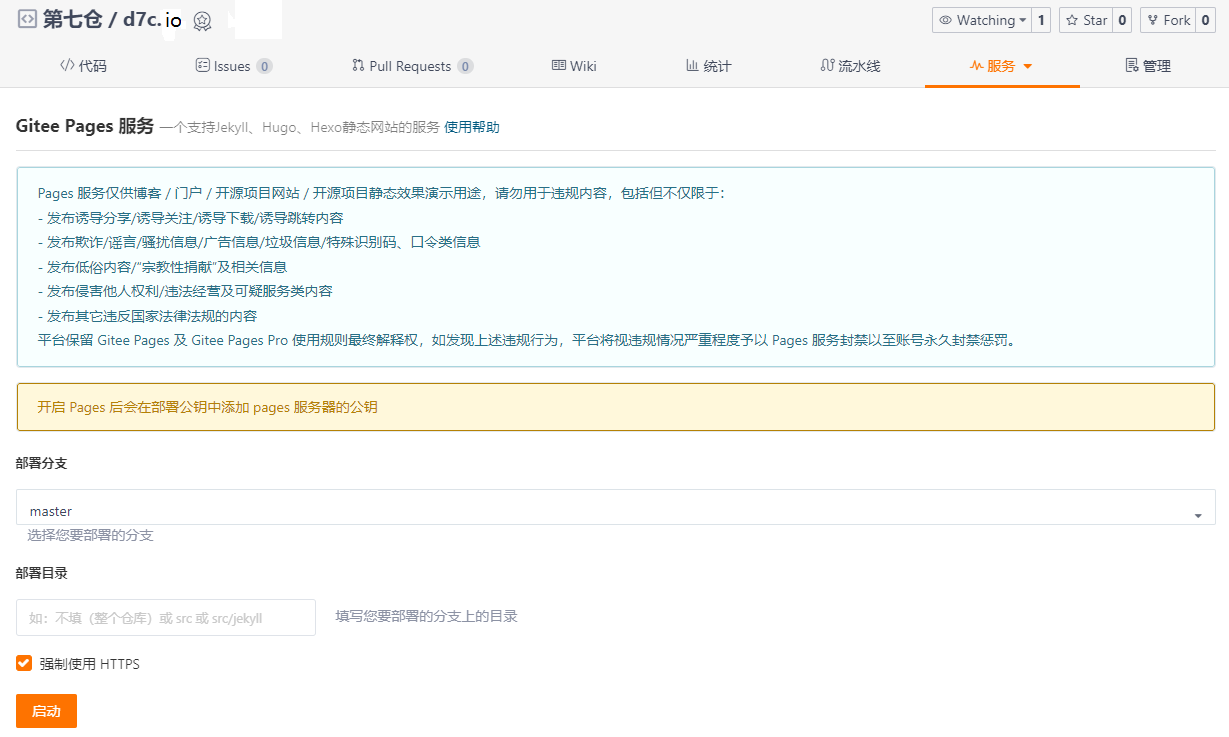 第七仓 / d7c.io
Watching 1 Star 0 Fork 0
代码 Issues 0 Pull Requests 0 Wiki 统计 流水线 服务 管理
Gitee Pages 服务 一个支持Jekyll、Hugo、Hexo静态网站的服务 使用帮助
Pages 服务仅供博客 / 门户 / 开源项目网站 / 开源项目静态效果演示用途，请勿用于违规内容，包括但不仅限于：
- 发布诱导分享/诱导关注/诱导下载/诱导跳转内容
- 发布欺诈/谣言/骚扰信息/广告信息/垃圾信息/特殊识别码、口令类信息
- 发布低俗内容/“宗教性捐献”及相关信息
- 发布侵害他人权利/违法经营及可疑服务类内容
- 发布其它违反国家法律法规的内容
平台保留 Gitee Pages 及 Gitee Pages Pro 使用规则最终解释权，如发现上述违规行为，平台将视违规情况严重程度予以 Pages 服务封禁以至账号永久封禁惩罚。
开启 Pages 后会在部署公钥中添加 pages 服务器的公钥
部署分支
master
选择您要部署的分支
部署目录
如：不填（整个仓库）或 src 或 src/jekyll 填写您要部署的分支上的目录
强制使用 HTTPS
启动